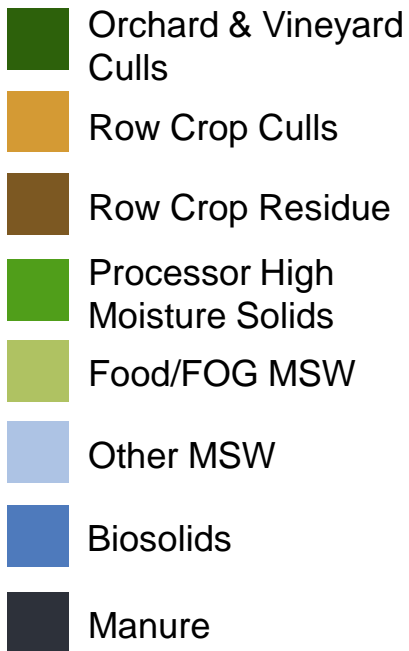 Orchard & Vineyard
Culls
Row Crop Culls
Row Crop Residue
Processor High
Moisture Solids
Food/FOG MSW
Other MSW
Biosolids
Manure